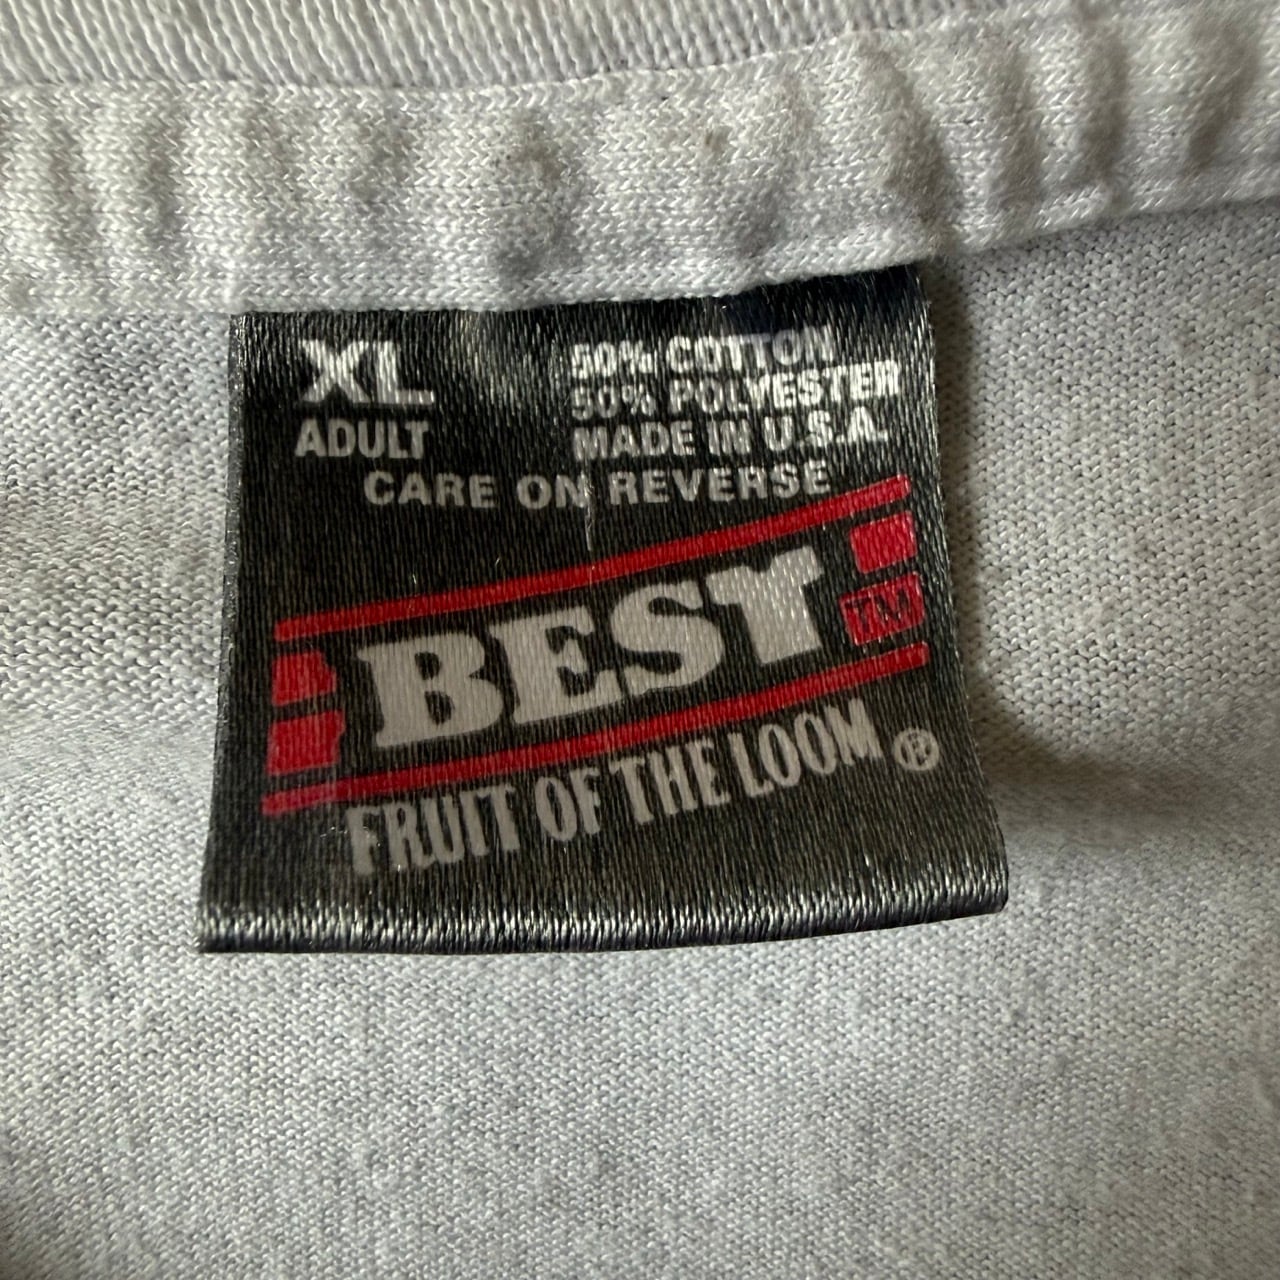 XL
ADULT
50% COTTON
50% POLYESTER
MADE IN U.S.A.
CARE ON REVERSE
BEST
TM
FRUIT OF THE LOOM ®